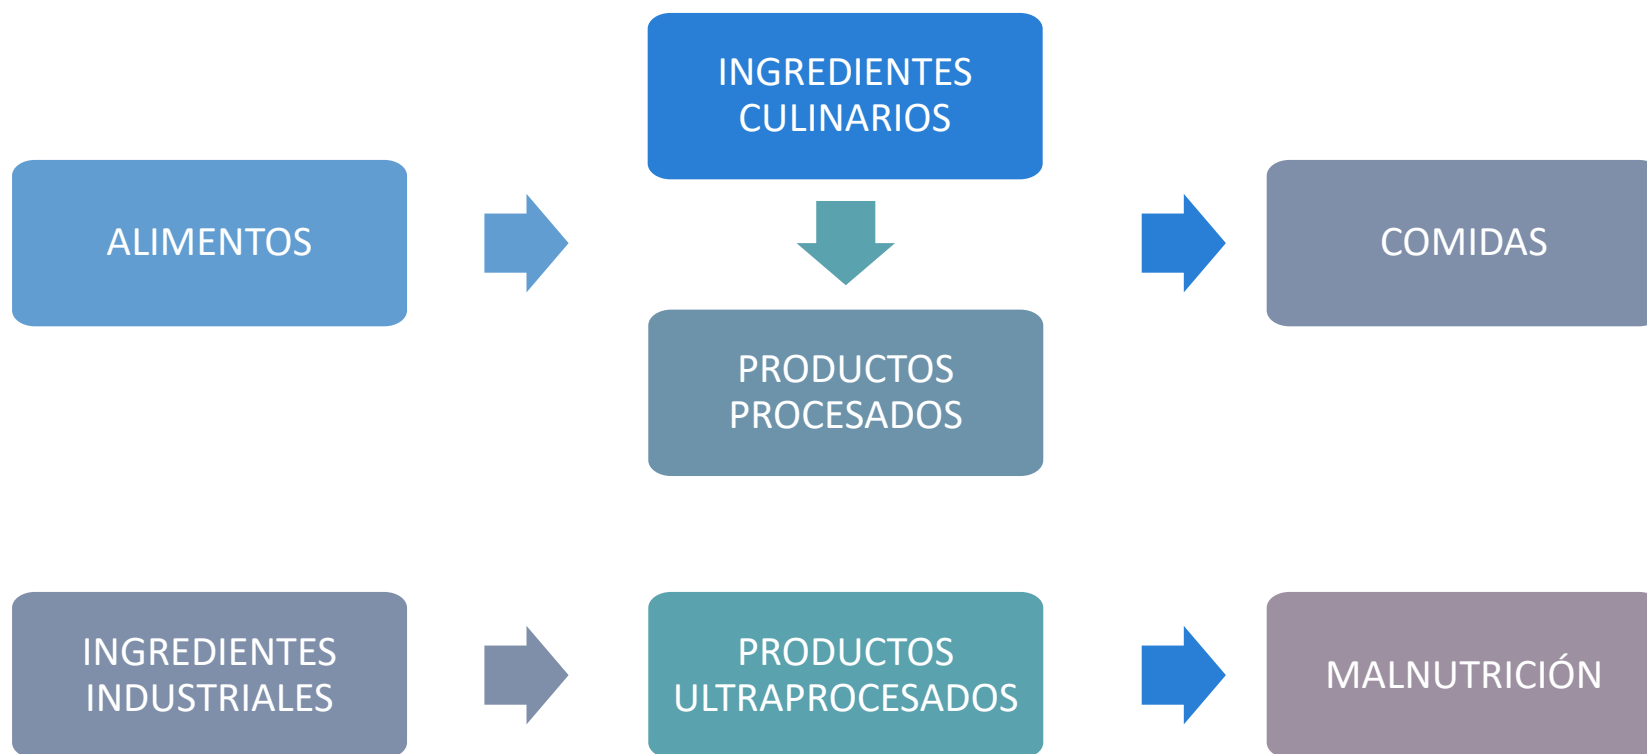 INGREDIENTES
CULINARIOS
ALIMENTOS
COMIDAS
PRODUCTOS
PROCESADOS
INGREDIENTES
INDUSTRIALES
PRODUCTOS
ULTRAPROCESADOS
MALNUTRICIÓN